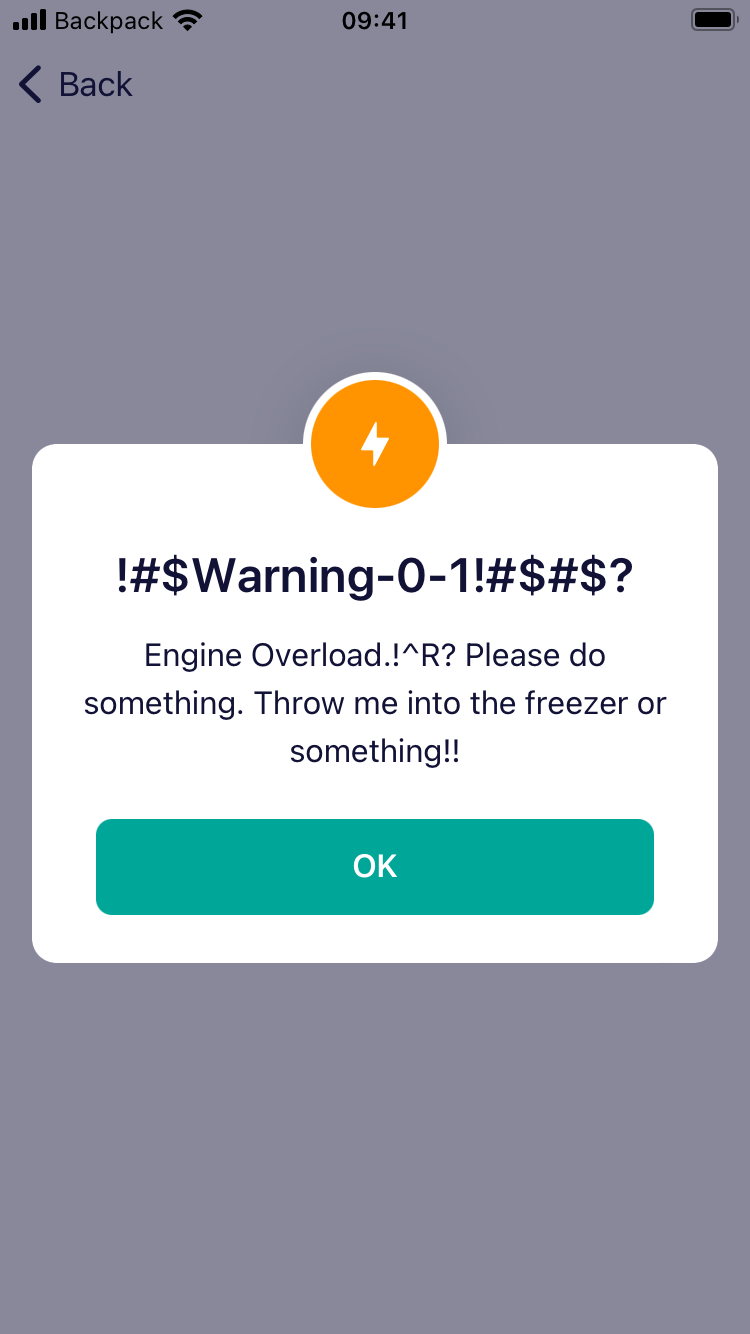 Backpack 09:41
Back
!#$Warning-0-1!#$#$?
Engine Overload.!^R? Please do
something. Throw me into the freezer or
something!!
OK